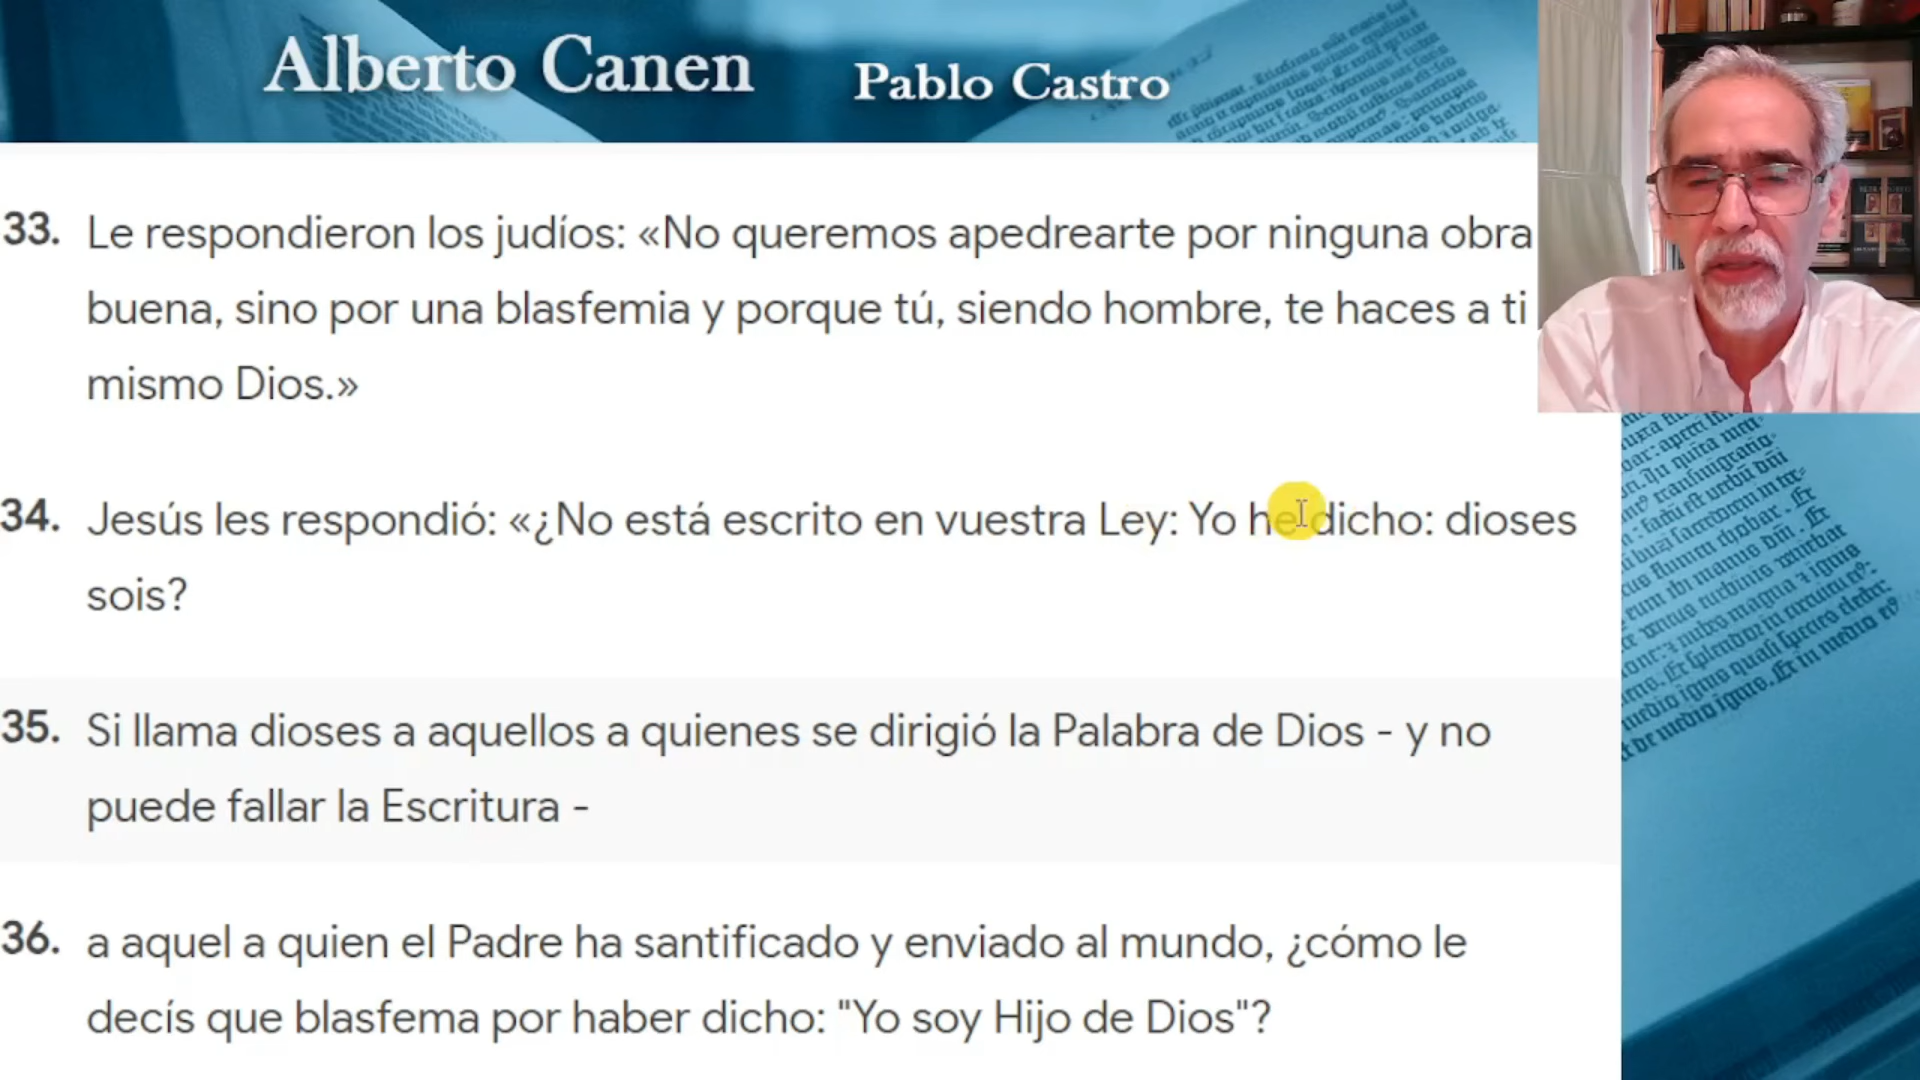 Alberto Canen Pablo Castro
33. Le respondieron los judíos: «No queremos apedrearte por ninguna obra
buena, sino por una blasfemia y porque tú, siendo hombre, te haces a ti
mismo Dios.»
34. Jesús les respondió: «¿No está escrito en vuestra Ley: Yo he dicho: dioses
sois?
35. Si llama dioses a aquellos a quienes se dirigió la Palabra de Dios - y no
puede fallar la Escritura -
36. a aquel a quien el Padre ha santificado y enviado al mundo, ¿cómo le
decís que blasfema por haber dicho: "Yo soy Hijo de Dios"?